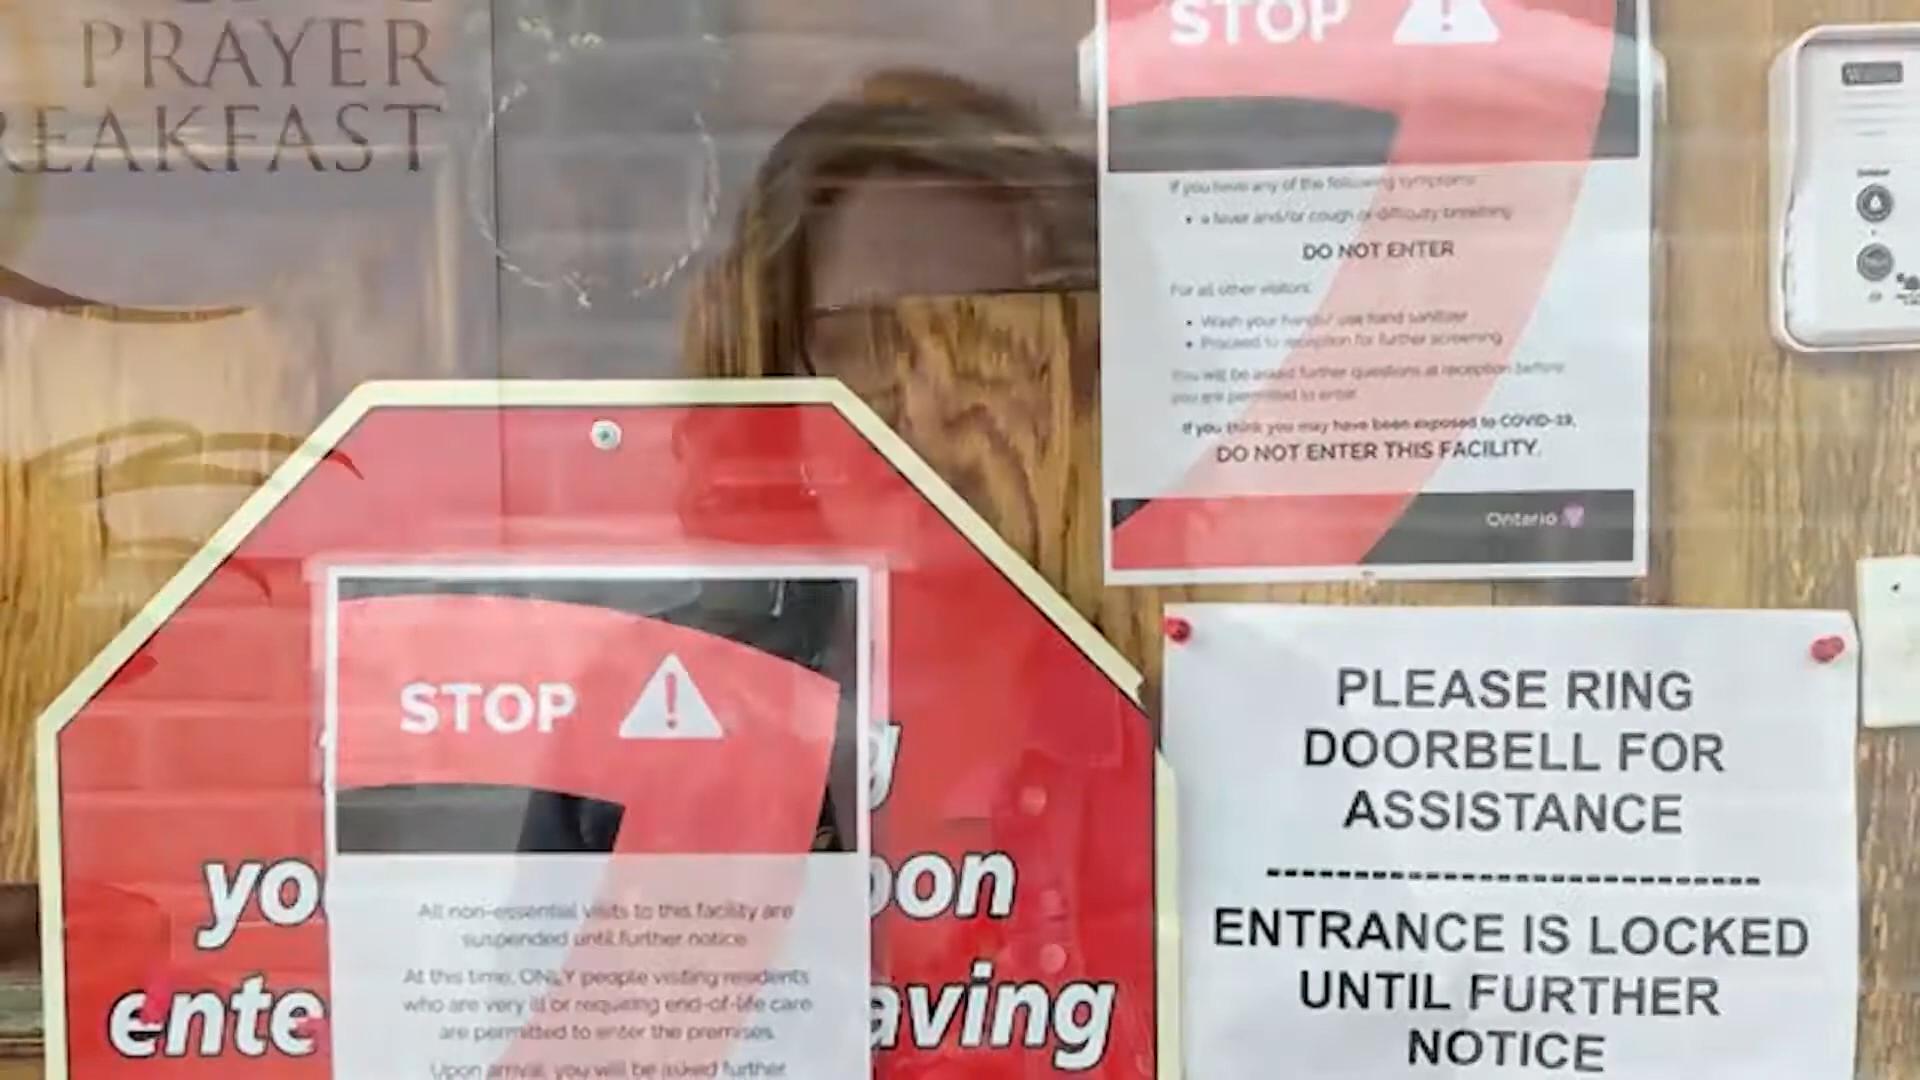 PRAYER
REAKFAST
STOP
If you have any of the following symptoms:
• a fever and/or cough or difficulty breathing
DO NOT ENTER
For all other visitors:
• Wash your hands/ use hand sanitizer
• Proceed to reception for further screening
You will be asked further questions at reception before
you are permitted to enter.
If you think you may have been exposed to COVID-19,
DO NOT ENTER THIS FACILITY.
Ontario
STOP
yo
on
ente
aving
All non-essential visits to this facility are
suspended until further notice.
At this time, ONLY people visiting residents
who are very ill or requiring end-of-life care
are permitted to enter the premises.
Upon arrival, you will be asked further
PLEASE RING
DOORBELL FOR
ASSISTANCE
----------------------------
ENTRANCE IS LOCKED
UNTIL FURTHER
NOTICE